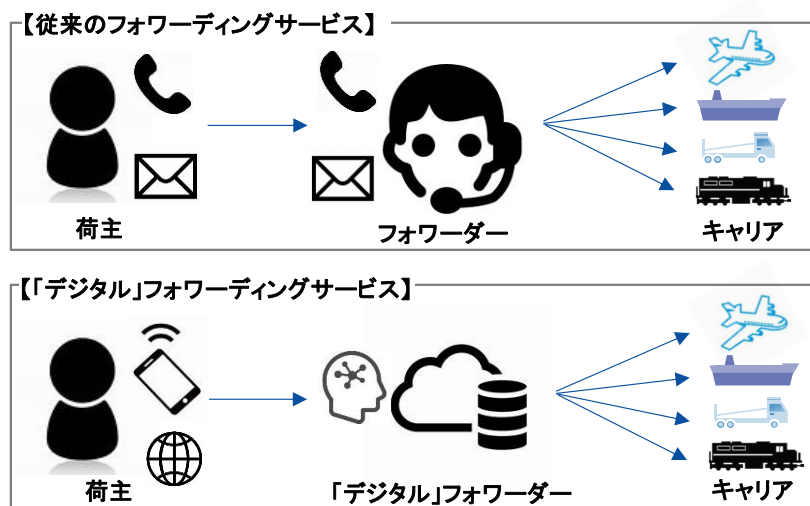 【従来のフォワーディングサービス】
荷主
フォワーダー
キャリア
【「デジタル」フォワーディングサービス】
荷主
「デジタル」フォワーダー
キャリア